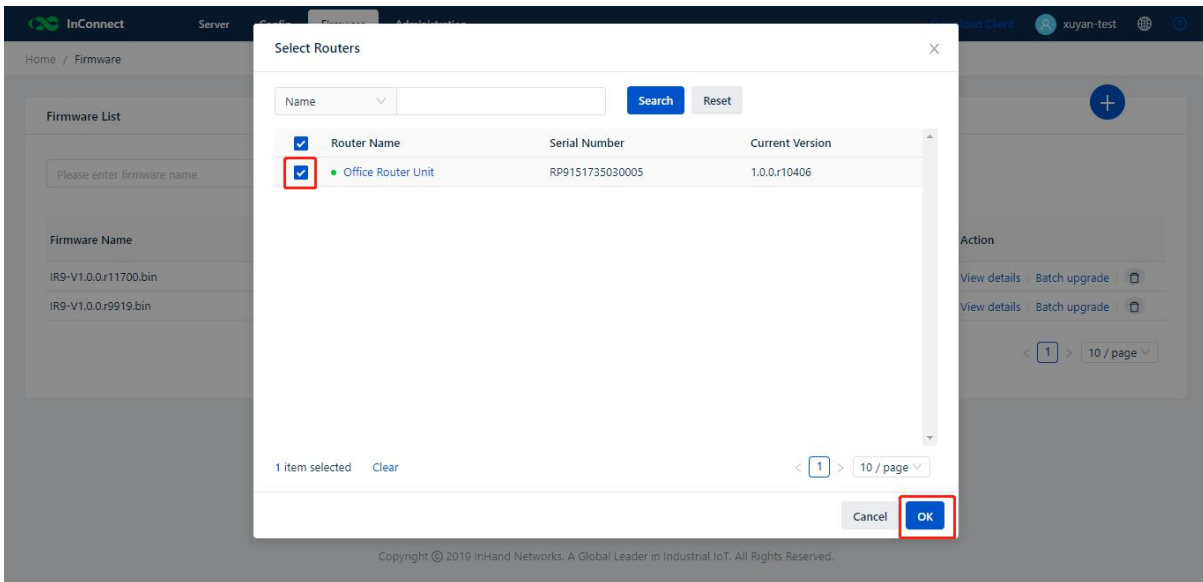 InConnect
Server
Config
Firmware
Administration
Download Client
xuyan-test
Home / Firmware
Select Routers
Name
Search
Reset
Firmware List
Router Name Serial Number Current Version
Office Router Unit RP9151735030005 1.0.0.r10406
Please enter firmware name
Firmware Name
Action
IR9-V1.0.0.r11700.bin
View details Batch upgrade
IR9-V1.0.0.r9919.bin
View details Batch upgrade
< 1 > 10 / page
1 item selected Clear
< 1 > 10 / page
Cancel OK
Copyright © 2019 InHand Networks. A Global Leader in Industrial IoT. All Rights Reserved.